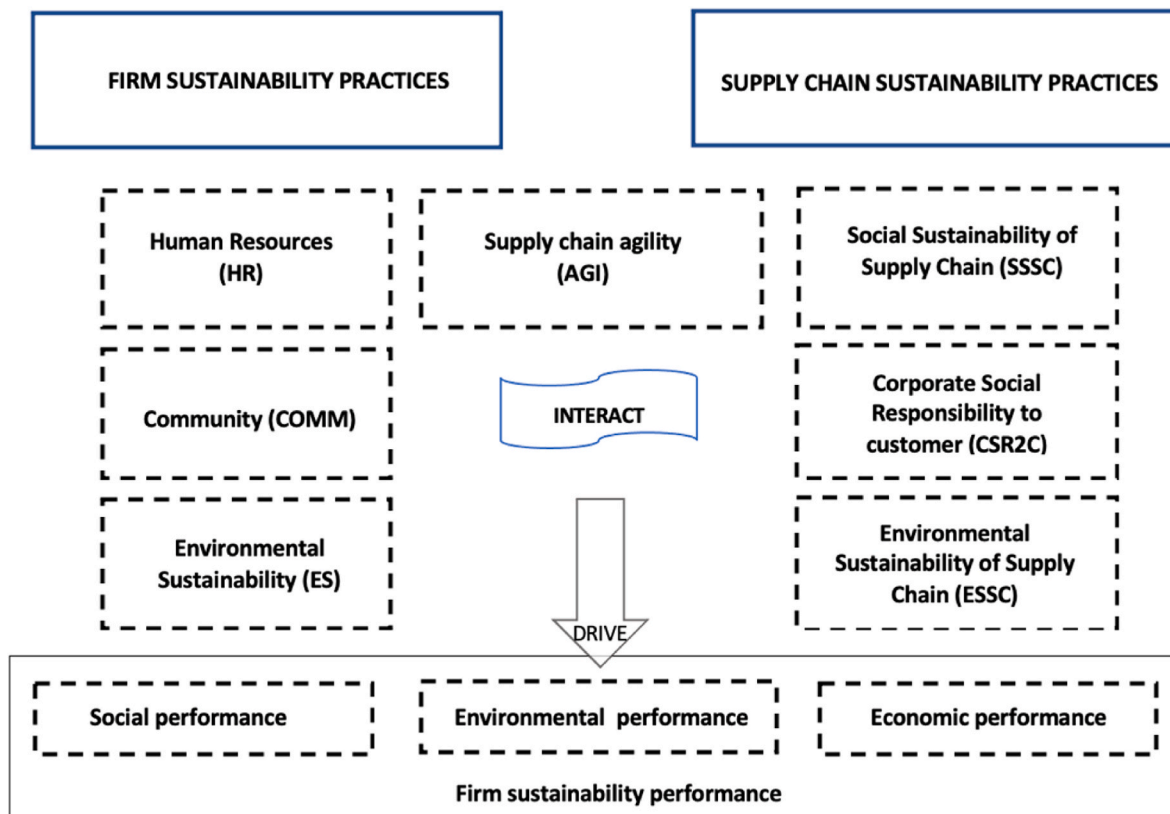 FIRM SUSTAINABILITY PRACTICES
SUPPLY CHAIN SUSTAINABILITY PRACTICES
Human Resources
(HR)
Supply chain agility
(AGI)
Social Sustainability of
Supply Chain (SSSC)
Community (COMM)
INTERACT
Corporate Social
Responsibility to
customer (CSR2C)
Environmental
Sustainability (ES)
Environmental
Sustainability of Supply
Chain (ESSC)
DRIVE
Social performance
Environmental performance
Economic performance
Firm sustainability performance